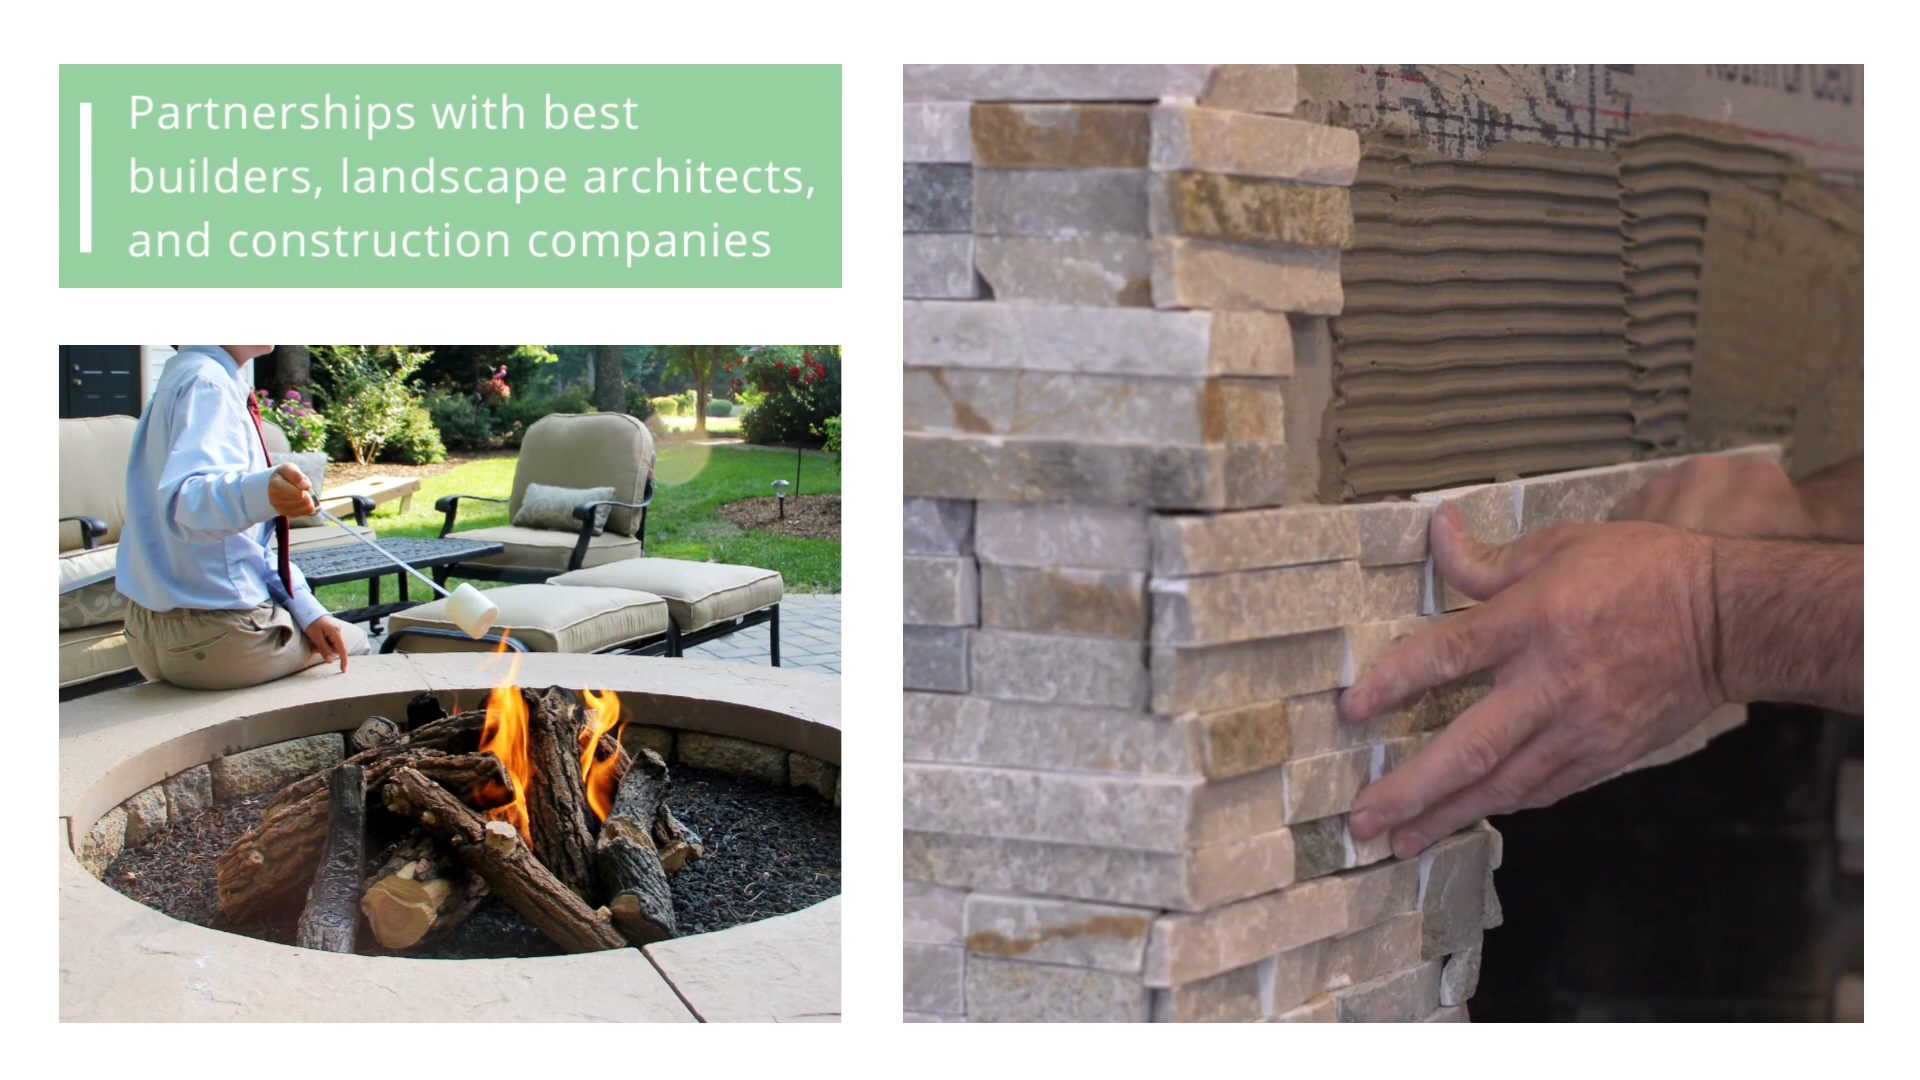 Partnerships with best
builders, landscape architects,
and construction companies